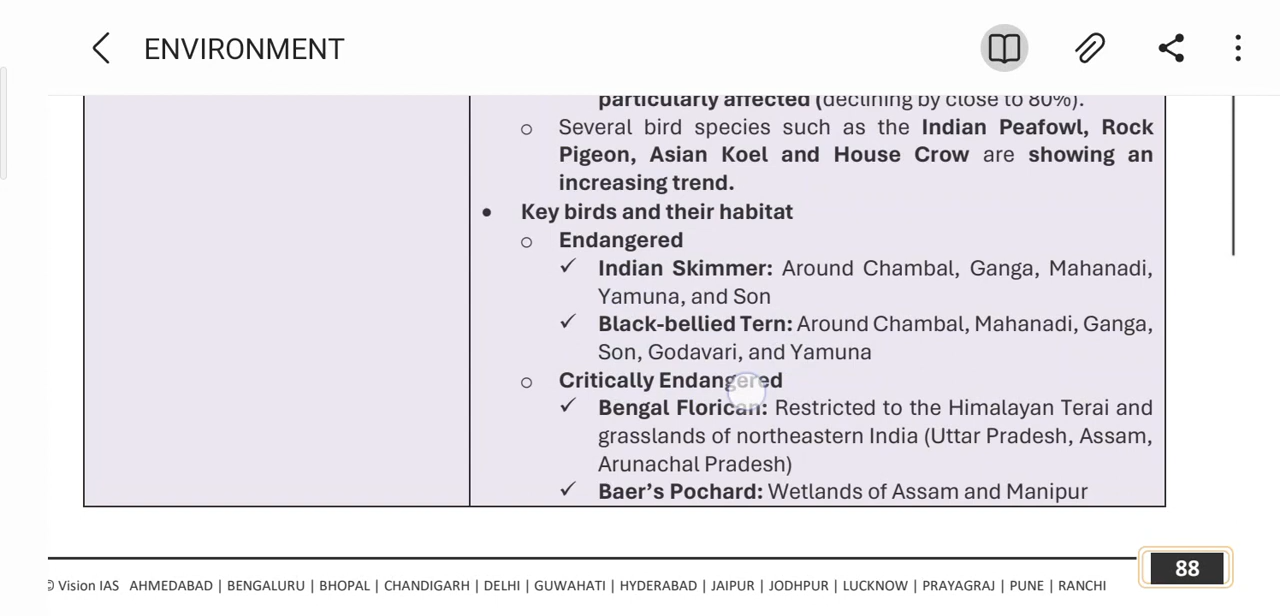 ENVIRONMENT
particularly affected (declining by close to 80%).
o Several bird species such as the Indian Peafowl, Rock
Pigeon, Asian Koel and House Crow are showing an
increasing trend.
• Key birds and their habitat
o Endangered
✓ Indian Skimmer: Around Chambal, Ganga, Mahanadi,
Yamuna, and Son
✓ Black-bellied Tern: Around Chambal, Mahanadi, Ganga,
Son, Godavari, and Yamuna
o Critically Endangered
✓ Bengal Florican: Restricted to the Himalayan Terai and
grasslands of northeastern India (Uttar Pradesh, Assam,
Arunachal Pradesh)
✓ Baer's Pochard: Wetlands of Assam and Manipur
88
© Vision IAS AHMEDABAD | BENGALURU | BHOPAL | CHANDIGARH | DELHI | GUWAHATI | HYDERABAD | JAIPUR | JODHPUR | LUCKNOW | PRAYAGRAJ | PUNE | RANCHI